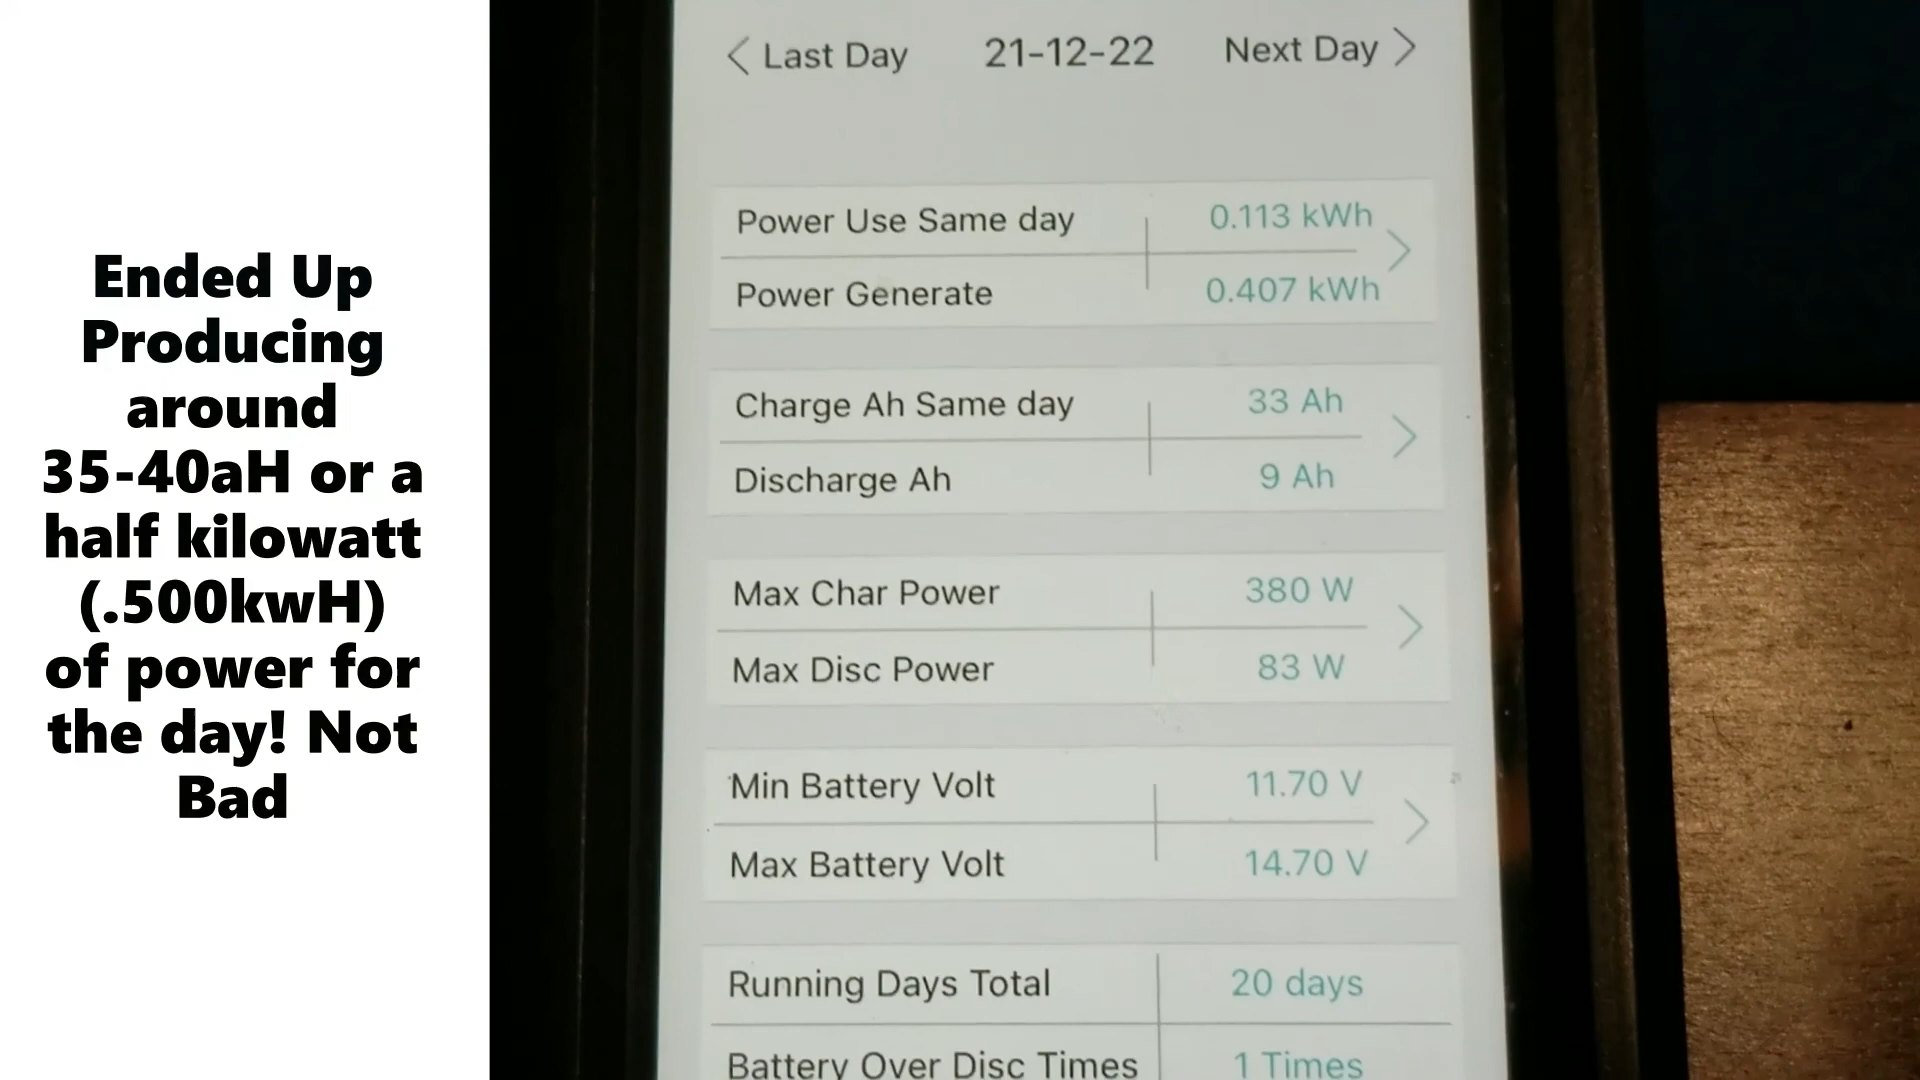 Ended Up
Producing
around
35-40aH or a
half kilowatt
(.500kwH)
of power for
the day! Not
Bad
Last Day 21-12-22 Next Day
Power Use Same day 0.113 kWh
Power Generate 0.407 kWh
Charge Ah Same day 33 Ah
Discharge Ah 9 Ah
Max Char Power 380 W
Max Disc Power 83 W
Min Battery Volt 11.70 V
Max Battery Volt 14.70 V
Running Days Total 20 days
Battery Over Disc Times 1 Times